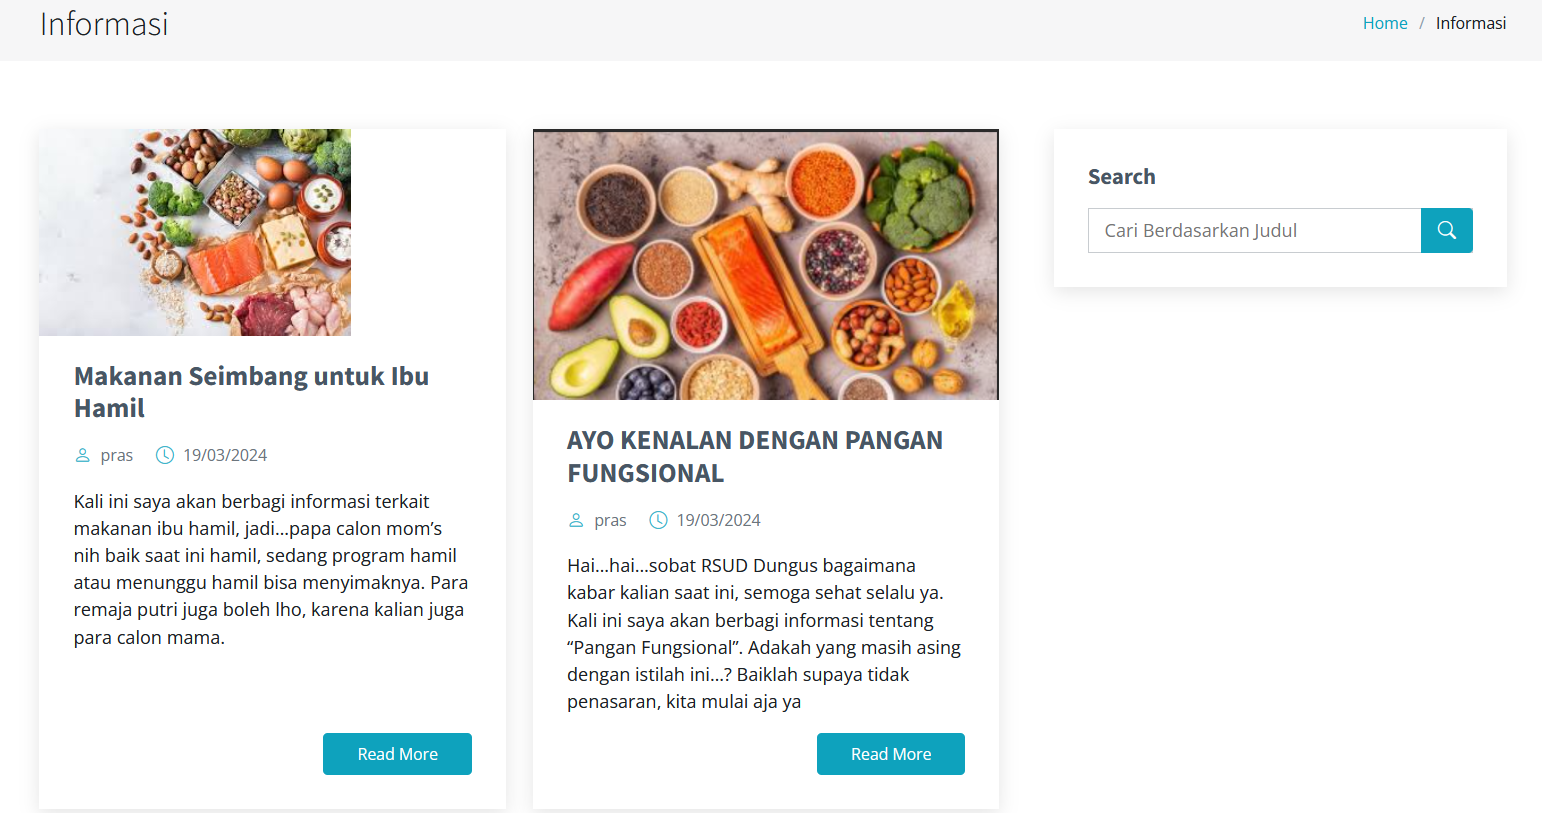 Informasi
Home / Informasi
Makanan Seimbang untuk Ibu
Hamil
pras 19/03/2024
Kali ini saya akan berbagi informasi terkait
makanan ibu hamil, jadi...papa calon mom’s
nih baik saat ini hamil, sedang program hamil
atau menunggu hamil bisa menyimaknya. Para
remaja putri juga boleh lho, karena kalian juga
para calon mama.
Read More
AYO KENALAN DENGAN PANGAN
FUNGSIONAL
pras 19/03/2024
Hai...hai...sobat RSUD Dungus bagaimana
kabar kalian saat ini, semoga sehat selalu ya.
Kali ini saya akan berbagi informasi tentang
“Pangan Fungsional”. Adakah yang masih asing
dengan istilah ini...? Baiklah supaya tidak
penasaran, kita mulai aja ya
Read More
Search
Cari Berdasarkan Judul